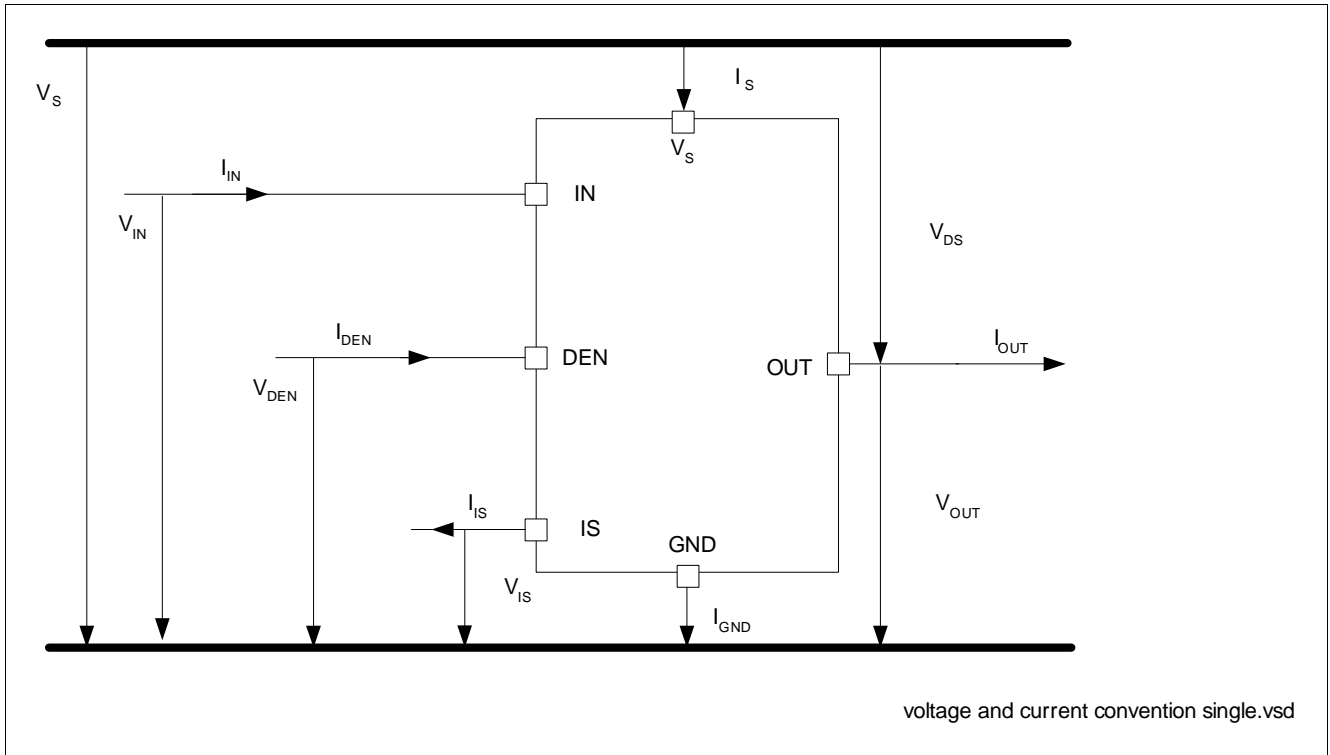 V_S
I_S
V_S
I_IN
IN
V_IN
V_DS
I_DEN
I_OUT
DEN
OUT
V_DEN
I_IS
V_OUT
IS
GND
V_IS
I_GND
voltage and current convention single.vsd